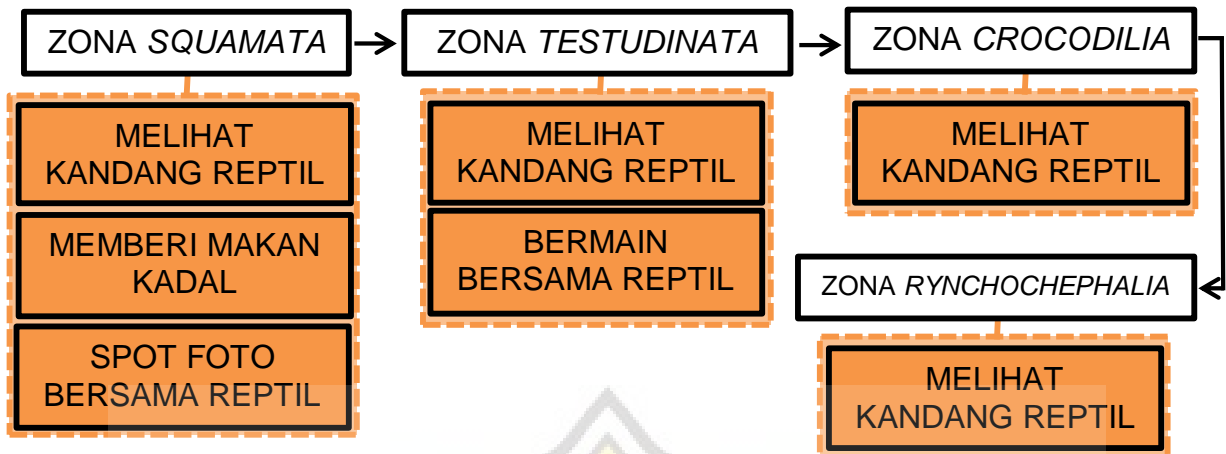 ZONA SQUAMATA
MELIHAT
KANDANG REPTIL
MEMBERI MAKAN
KADAL
SPOT FOTO
BERSAMA REPTIL
ZONA TESTUDINATA
MELIHAT
KANDANG REPTIL
BERMAIN
BERSAMA REPTIL
ZONA CROCODILIA
MELIHAT
KANDANG REPTIL
ZONA RYNCHOCHEPHALIA
MELIHAT
KANDANG REPTIL